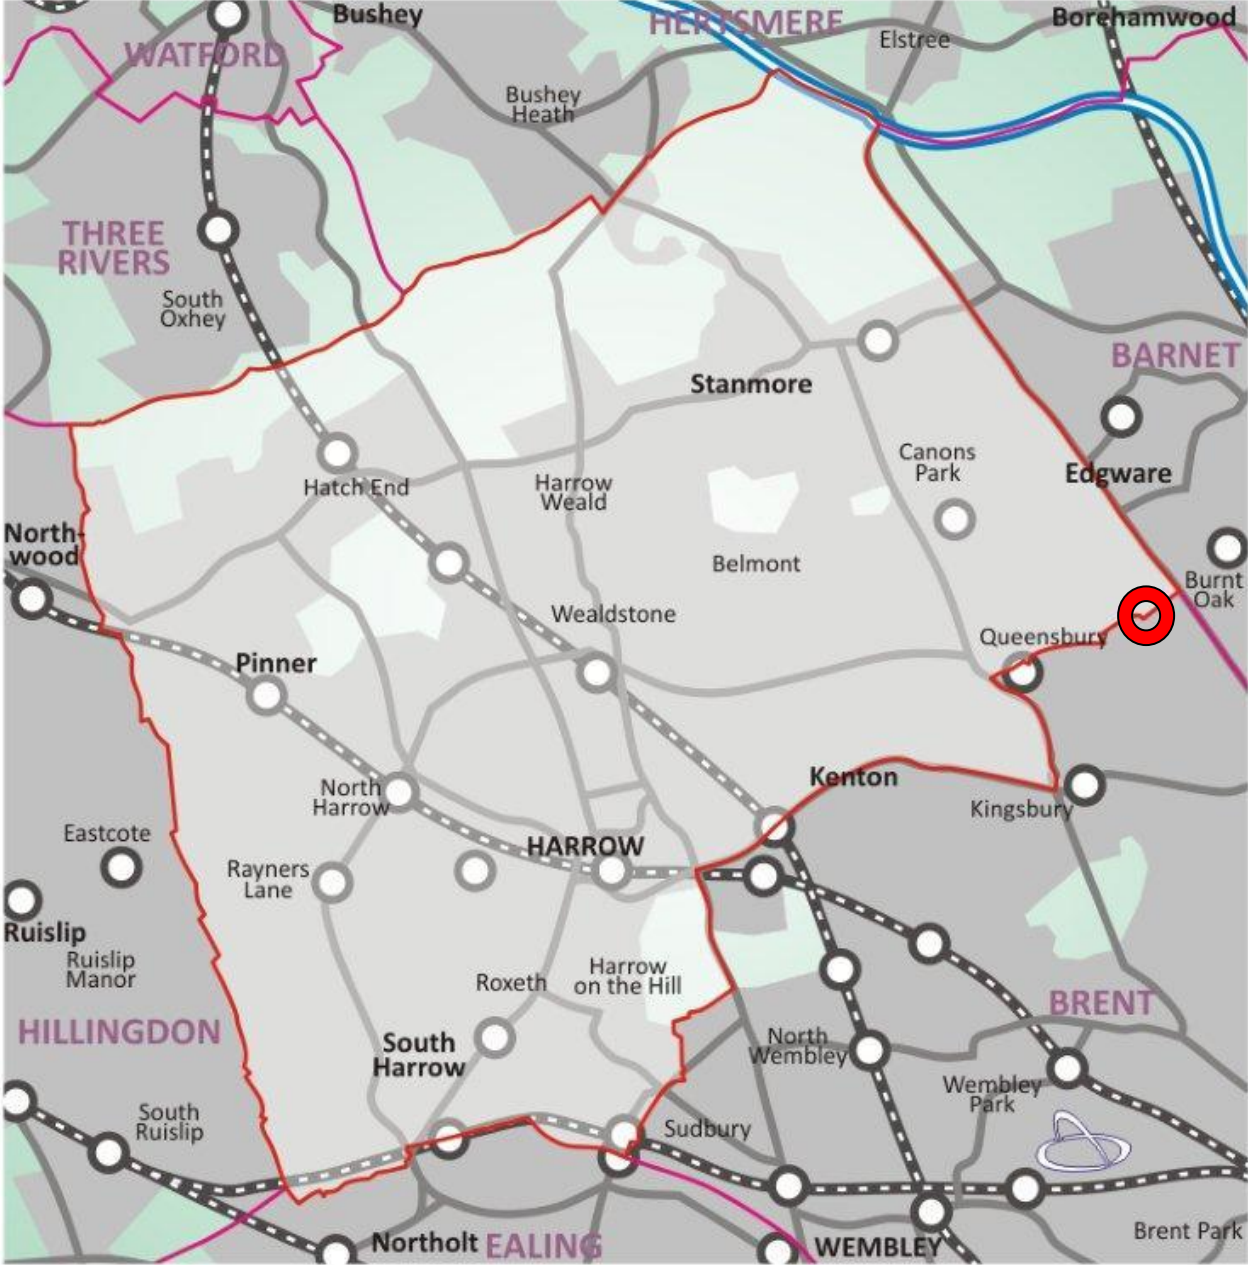 Bushey
HERTSMERE
Borehamwood
WATFORD
Elstree
Bushey
Heath
THREE
RIVERS
South
Oxhey
BARNET
Stanmore
Canons
Park
Edgware
Hatch End
Harrow
Weald
North-
wood
Belmont
Burnt
Oak
Wealdstone
Queensbury
Pinner
Kenton
North
Harrow
Kingsbury
Eastcote
HARROW
Rayners
Lane
Ruislip
Ruislip
Manor
Roxeth
Harrow
on the Hill
BRENT
HILLINGDON
South
Harrow
North
Wembley
Wembley
Park
South
Ruislip
Sudbury
Northolt
EALING
WEMBLEY
Brent Park